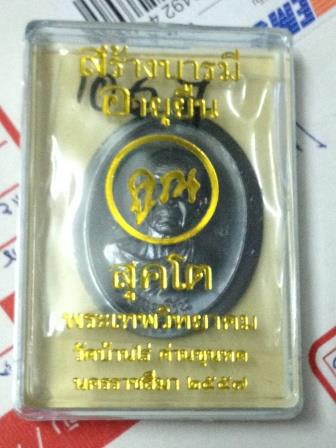 สร้างบารมี
อายุยืน
คูณ
สุคโต
พระเทพวิทยาคม
วัดบ้านไร่ ด่านขุนทด
นครราชสีมา ๒๕๕๗